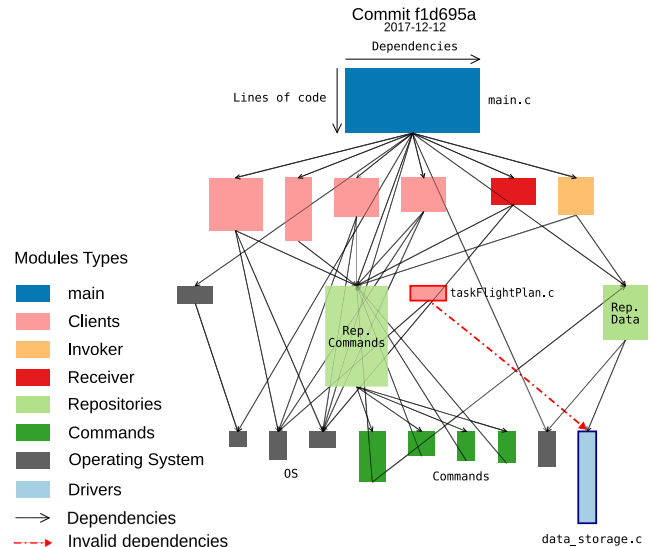 Commit f1d695a
2017-12-12
Dependencies
Lines of code
main.c
Modules Types
main
Clients
Invoker
Receiver
Repositories
Commands
Operating System
Drivers
Dependencies
Invalid dependencies
taskFlightPlan.c
Rep.
Commands
Rep.
Data
OS
Commands
data_storage.c